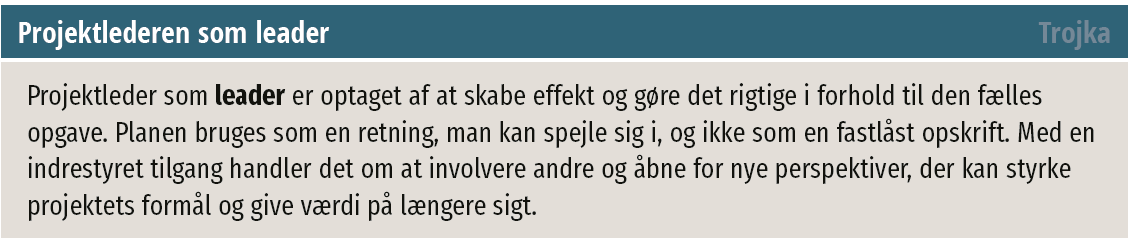 Projektlederen som leader Trojka
Projektleder som leader er optaget af at skabe effekt og gøre det rigtige i forhold til den fælles
opgave. Planen bruges som en retning, man kan spejle sig i, og ikke som en fastlåst opskrift. Med en
indrestyret tilgang handler det om at involvere andre og åbne for nye perspektiver, der kan styrke
projektets formål og give værdi på længere sigt.